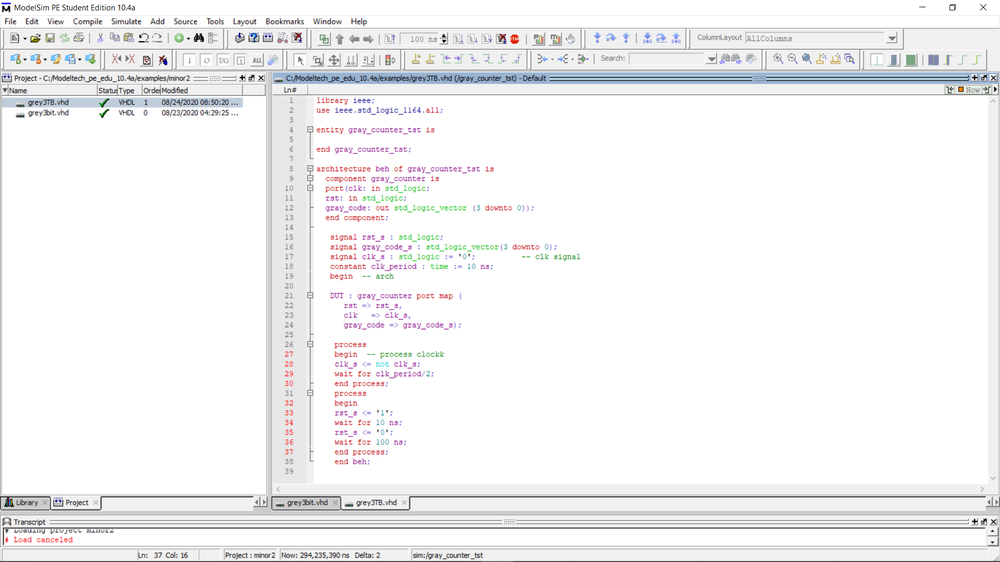 ModelSim PE Student Edition 10.4a
File Edit View Compile Simulate Add Source Tools Layout Bookmarks Window Help
100 ns
ColumnLayout AllColumns
Search:
Project - C:/Modeltech_pe_edu_10.4a/examples/minor2
Name Status Type Order Modified
grey3TB.vhd VHDL 1 08/24/2020 08:50:20 ...
grey3bit.vhd VHDL 0 08/23/2020 04:29:25 ...
C:/Modeltech_pe_edu_10.4a/examples/grey3TB.vhd (/gray_counter_tst) - Default
Ln#
Now
1 library ieee;
2 use ieee.std_logic_1164.all;
3
4 entity gray_counter_tst is
5
6 end gray_counter_tst;
7
8 architecture beh of gray_counter_tst is
9 component gray_counter is
10 port(clk: in std_logic;
11 rst: in std_logic;
12 gray_code: out std_logic_vector (3 downto 0));
13 end component;
14
15 signal rst_s : std_logic;
16 signal gray_code_s : std_logic_vector(3 downto 0);
17 signal clk_s : std_logic := '0'; -- clk signal
18 constant clk_period : time := 10 ns;
19 begin -- arch
20
21 DUT : gray_counter port map (
22 rst => rst_s,
23 clk => clk_s,
24 gray_code => gray_code_s);
25
26 process
27 begin -- process clockk
28 clk_s <= not clk_s;
29 wait for clk_period/2;
30 end process;
31 process
32 begin
33 rst_s <= '1';
34 wait for 10 ns;
35 rst_s <= '0';
36 wait for 100 ns;
37 end process;
38 end beh;
39
Library Project
grey3bit.vhd grey3TB.vhd
Transcript
# Loading project minor2
# Load canceled
Ln: 37 Col: 16 Project : minor2 Now: 294,235,390 ns Delta: 2 sim:/gray_counter_tst